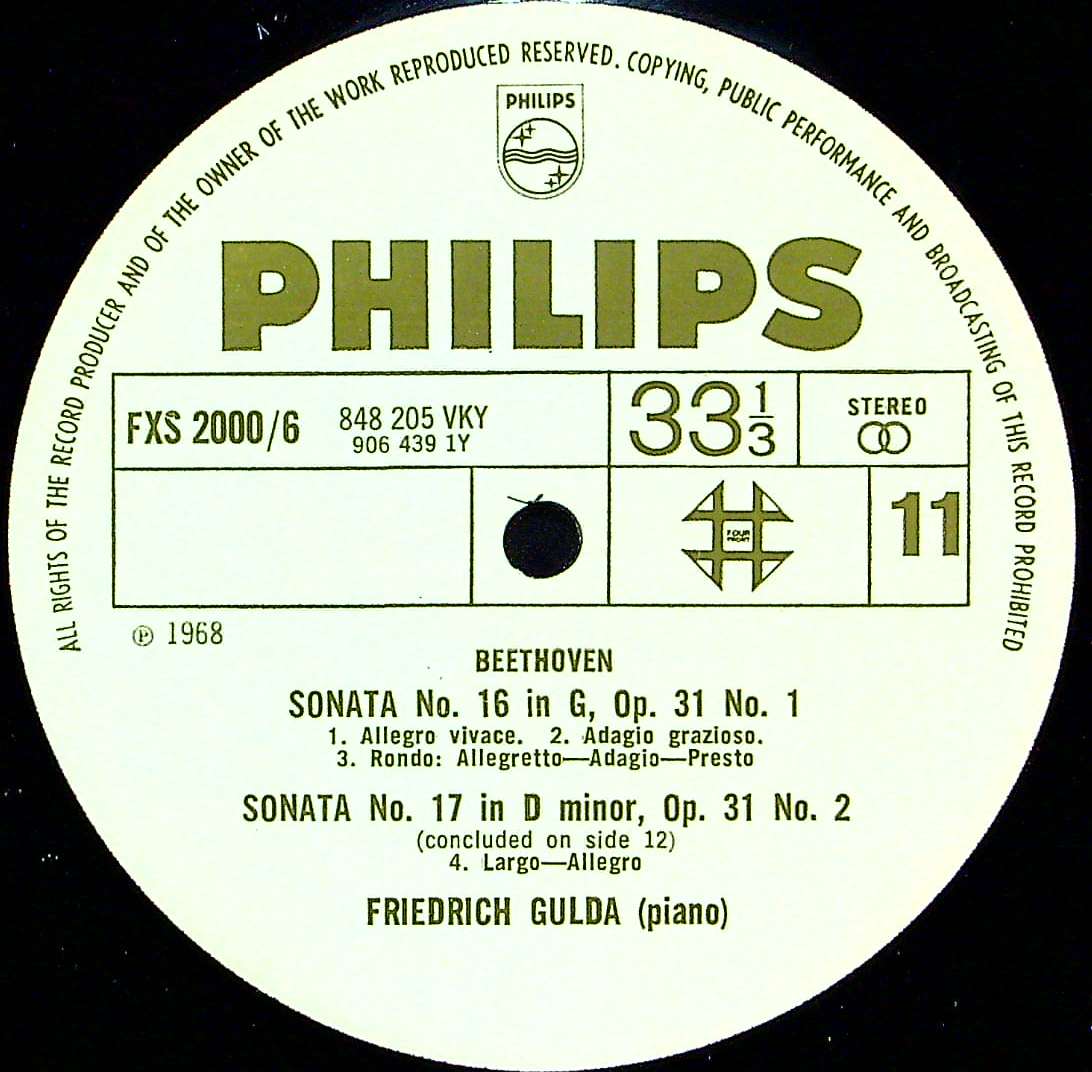 ALL RIGHTS OF THE RECORD PRODUCER AND OF THE OWNER OF THE WORK REPRODUCED RESERVED. COPYING, PUBLIC PERFORMANCE AND BROADCASTING OF THIS RECORD PROHIBITED
PHILIPS
PHILIPS
FXS 2000/6 848 205 VKY 33 1/3 STEREO
906 439 1Y
FOUR FRONT
11
℗ 1968
BEETHOVEN
SONATA No. 16 in G, Op. 31 No. 1
1. Allegro vivace. 2. Adagio grazioso.
3. Rondo: Allegretto—Adagio—Presto
SONATA No. 17 in D minor, Op. 31 No. 2
(concluded on side 12)
4. Largo—Allegro
FRIEDRICH GULDA (piano)